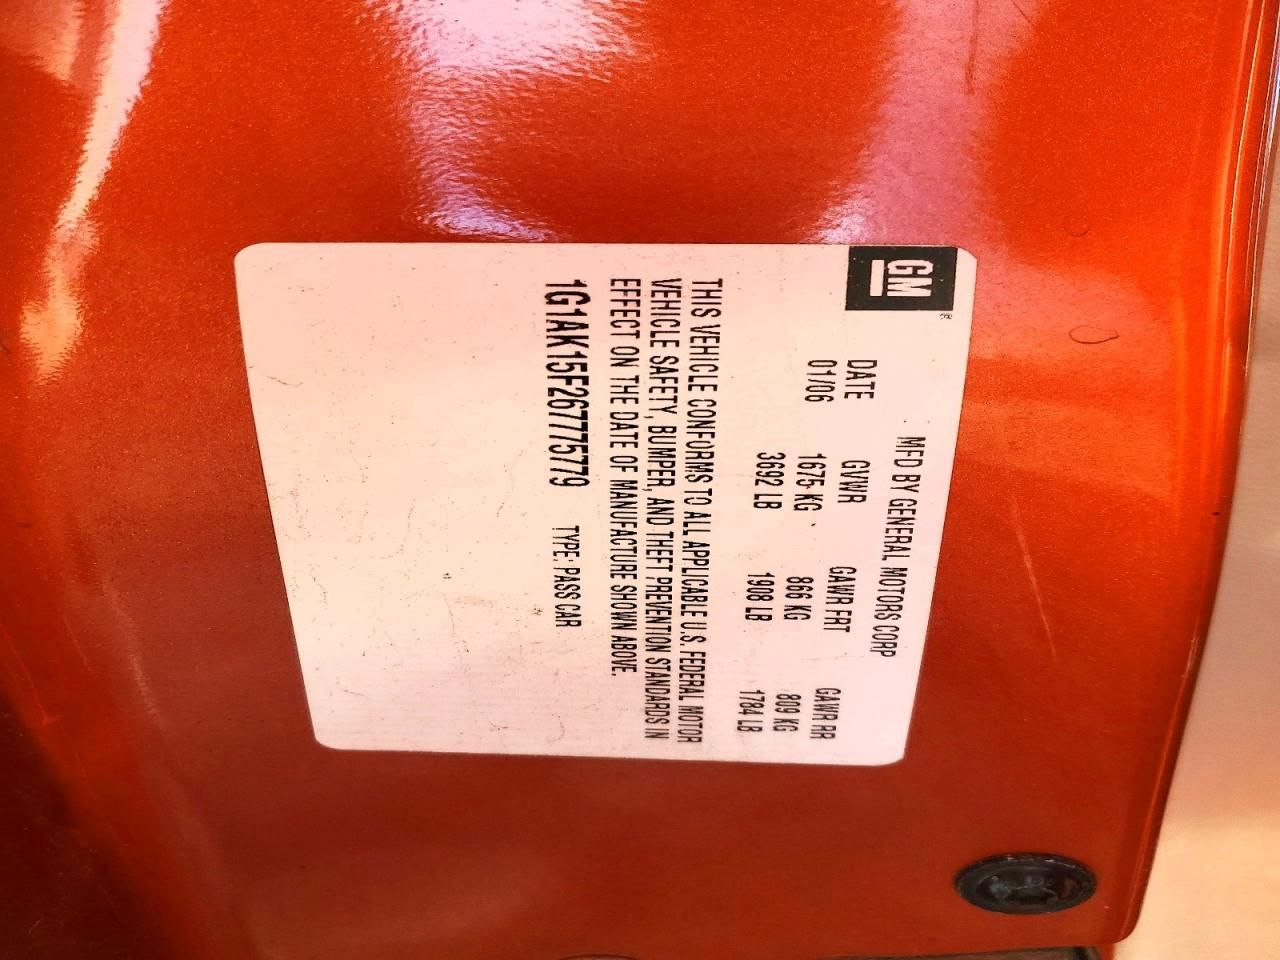 GM®
MFD BY GENERAL MOTORS CORP
DATE GVWR GAWR FRT GAWR RR
01/06 1675 KG 866 KG 809 KG
3692 LB 1908 LB 1784 LB
THIS VEHICLE CONFORMS TO ALL APPLICABLE U.S. FEDERAL MOTOR
VEHICLE SAFETY, BUMPER, AND THEFT PREVENTION STANDARDS IN
EFFECT ON THE DATE OF MANUFACTURE SHOWN ABOVE.
1G1AK15F267775779 TYPE: PASS CAR